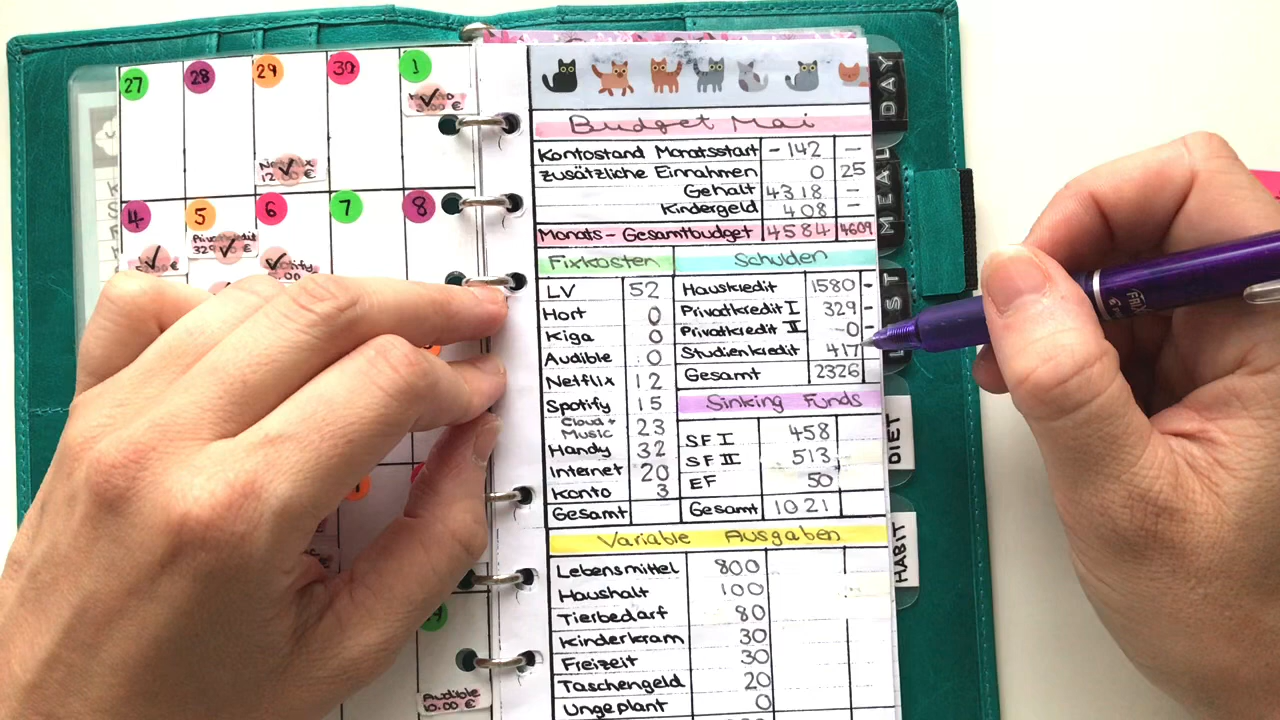 27 28 29 30 1
3.00 €
4 5 6 7 8
Budget Mai
Kontostand Monatsstart -142 -
zusätzliche Einnahmen 0 25
Gehalt 4318 -
Kindergeld 408 -
Monats-Gesamtbudget 4584 4609
Fixkosten
LV 52
Hort 0
Kiga 0
Audible 0
Netflix 12
Spotify 15
Cloud +
Music 23
Handy 32
Internet 20
Konto 3
Gesamt
Schulden
Hauskredit 1580 -
Privatkredit I 329 -
Privatkredit II -0 -
Studienkredit 417
Gesamt 2326
Sinking Funds
SF I 458
SF II 513
EF 50
Gesamt 1021
Variable Ausgaben
Lebensmittel 800
Haushalt 100
Tierbedarf 80
Kinderkram 30
Freizeit 30
Taschengeld 20
Ungeplant 0
Audible
10.00 €
DAY
MEAL
DIET
HABIT